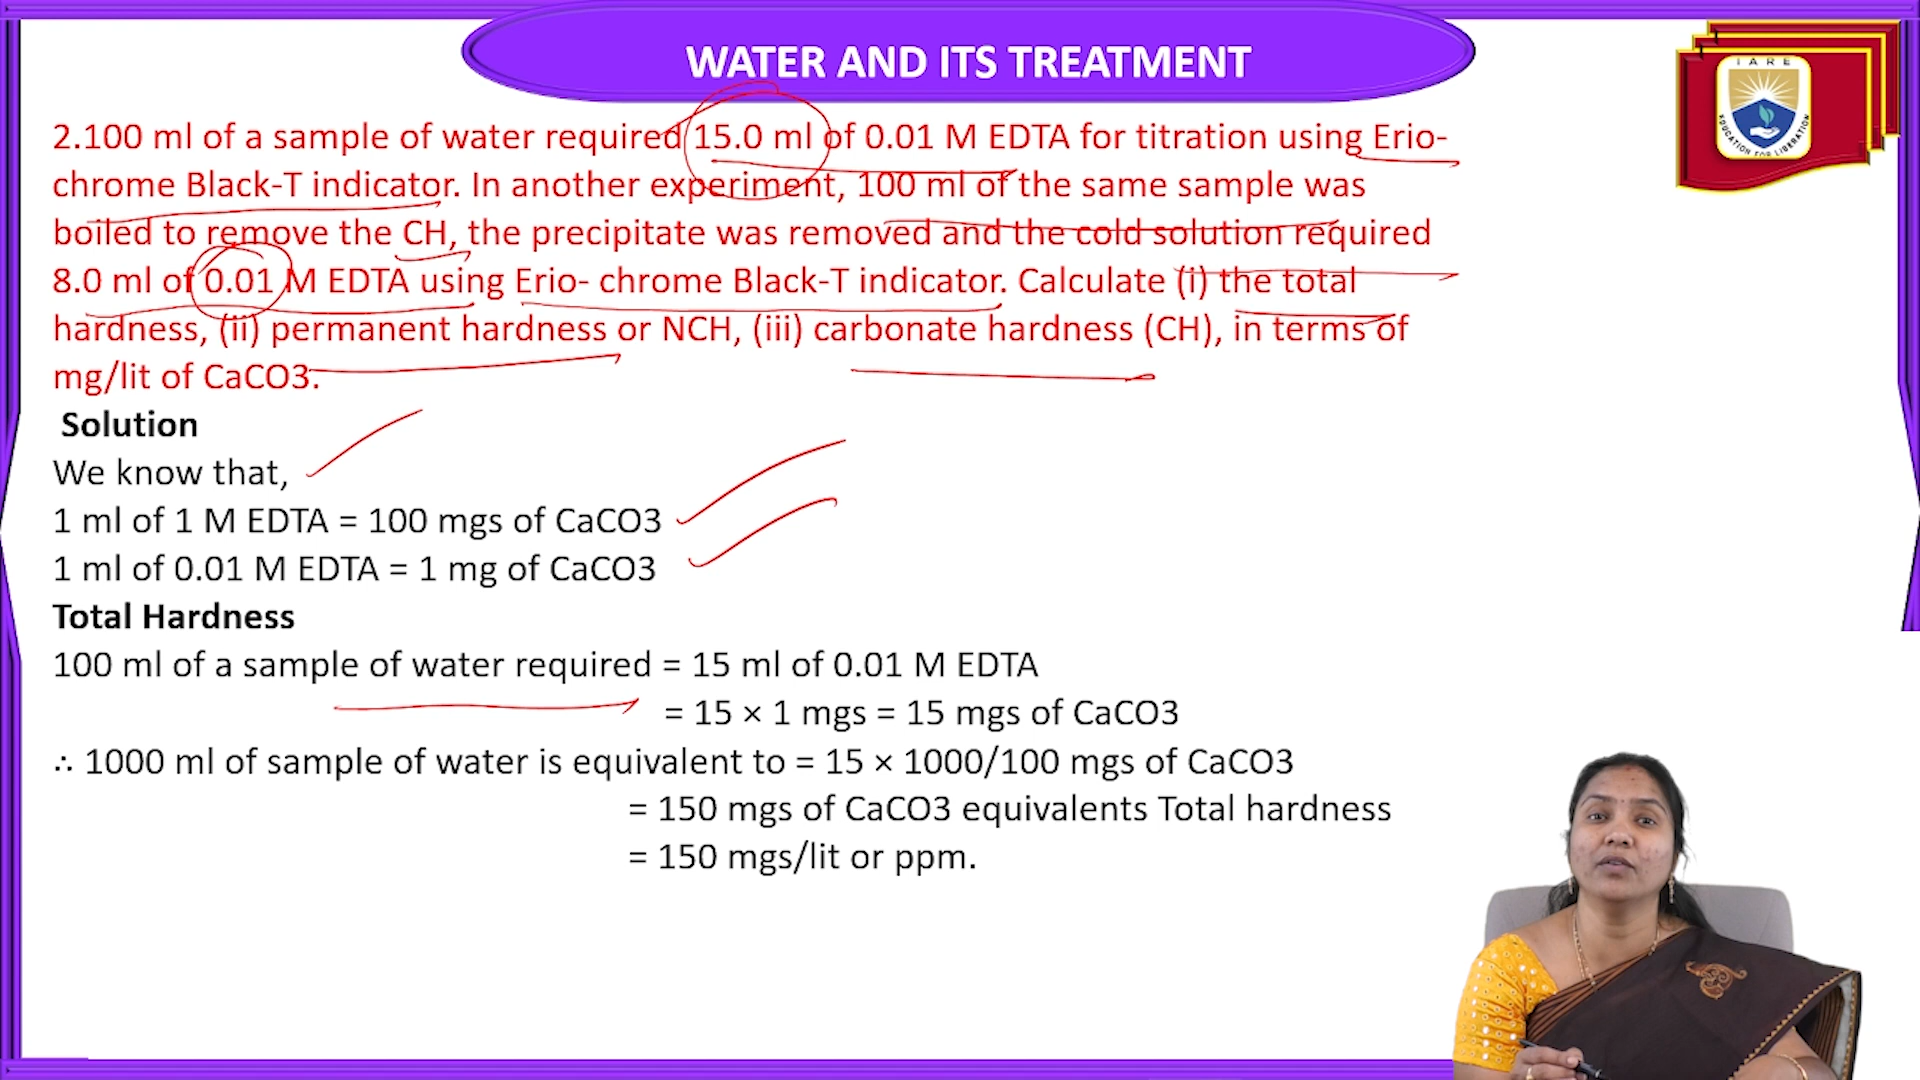 WATER AND ITS TREATMENT
IARE
EDUCATION FOR LIBERATION
2.100 ml of a sample of water required 15.0 ml of 0.01 M EDTA for titration using Erio-
chrome Black-T indicator. In another experiment, 100 ml of the same sample was
boiled to remove the CH, the precipitate was removed and the cold solution required
8.0 ml of 0.01 M EDTA using Erio- chrome Black-T indicator. Calculate (i) the total
hardness, (ii) permanent hardness or NCH, (iii) carbonate hardness (CH), in terms of
mg/lit of CaCO3.
Solution
We know that,
1 ml of 1 M EDTA = 100 mgs of CaCO3
1 ml of 0.01 M EDTA = 1 mg of CaCO3
Total Hardness
100 ml of a sample of water required = 15 ml of 0.01 M EDTA
= 15 × 1 mgs = 15 mgs of CaCO3
∴ 1000 ml of sample of water is equivalent to = 15 × 1000/100 mgs of CaCO3
= 150 mgs of CaCO3 equivalents Total hardness
= 150 mgs/lit or ppm.